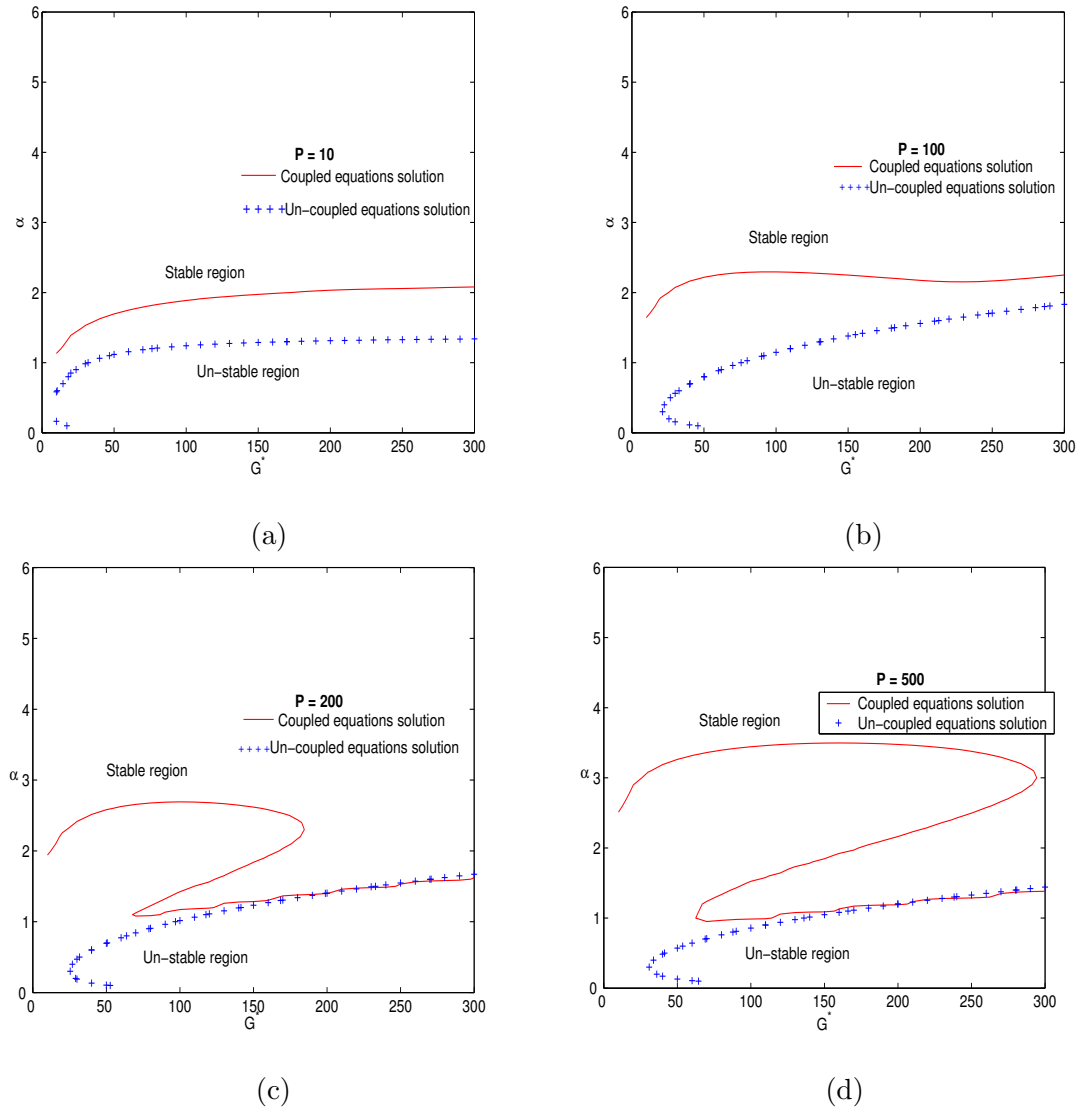 6
5
4
3
2
1
0
α
P = 10
Coupled equations solution
Un−coupled equations solution
Stable region
Un−stable region
0 50 100 150 200 250 300
G*
(a)
6
5
4
3
2
1
0
α
P = 100
Coupled equations solution
Un−coupled equations solution
Stable region
Un−stable region
0 50 100 150 200 250 300
G*
(b)
6
5
4
3
2
1
0
α
P = 200
Coupled equations solution
Un−coupled equations solution
Stable region
Un−stable region
0 50 100 150 200 250 300
G*
(c)
6
5
4
3
2
1
0
α
P = 500
Coupled equations solution
Un−coupled equations solution
Stable region
Un−stable region
0 50 100 150 200 250 300
G*
(d)